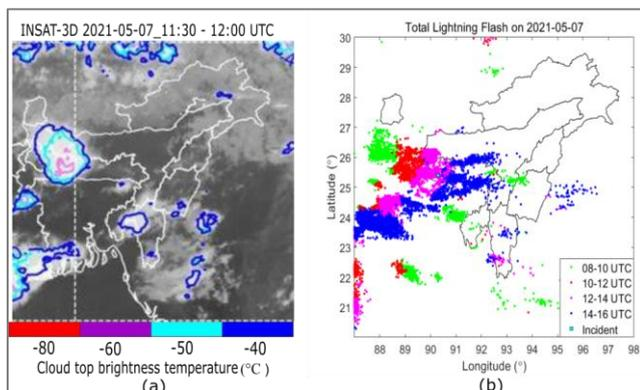 INSAT-3D 2021-05-07_11:30 - 12:00 UTC
-80 -60 -50 -40
Cloud top brightness temperature (°C)
(a)
Total Lightning Flash on 2021-05-07
30
29
28
27
26
25
24
23
22
21
Latitude (°)
08-10 UTC
10-12 UTC
12-14 UTC
14-16 UTC
Incident
88 89 90 91 92 93 94 95 96 97 98
Longitude (°)
(b)